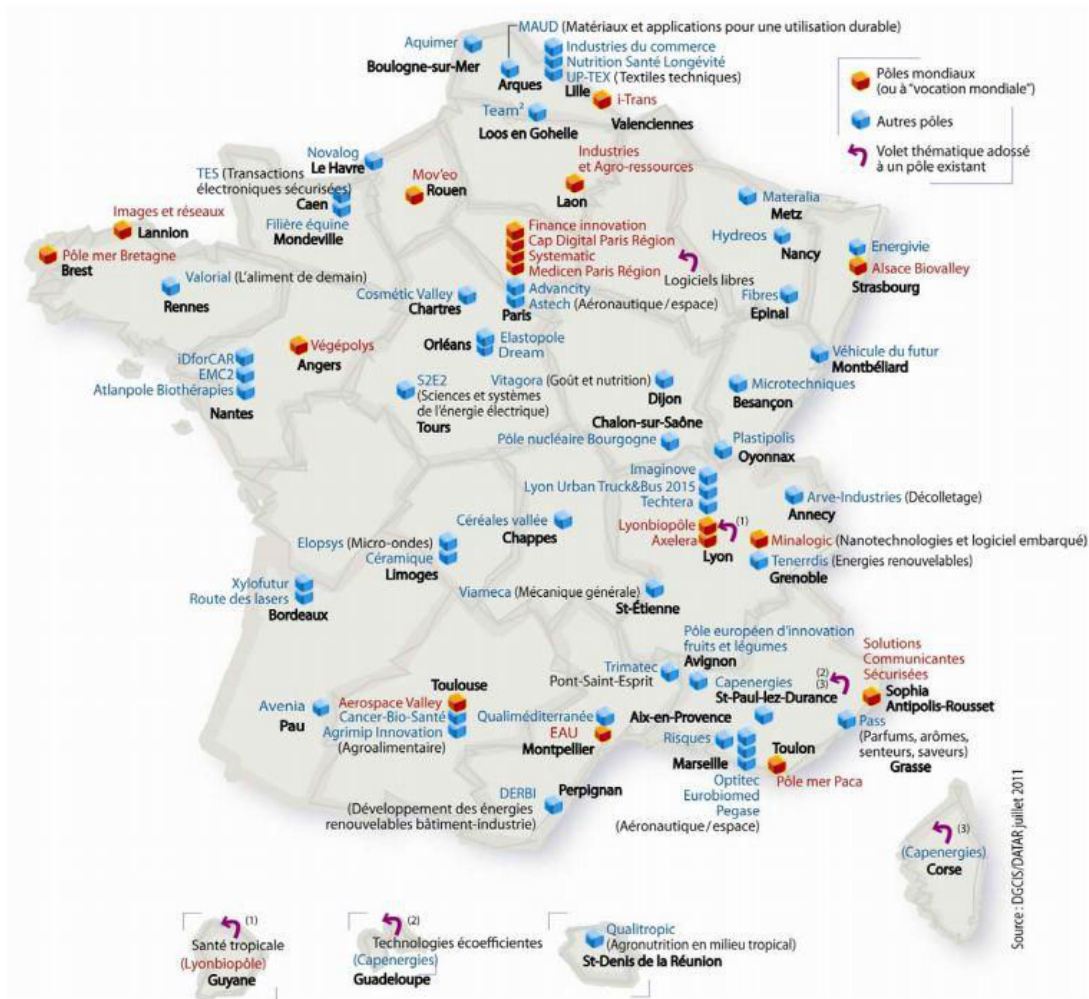 MAUD (Matériaux et applications pour une utilisation durable)
Aquimer
Boulogne-sur-Mer
Arques
Industries du commerce
Nutrition Santé Longévité
UP-TEX (Textiles techniques)
Lille
i-Trans
Valenciennes
Team²
Loos en Gohelle
Pôles mondiaux
(ou à "vocation mondiale")
Autres pôles
Volet thématique adossé
à un pôle existant
Novalog
Le Havre
TES (Transactions
électroniques sécurisées)
Caen
Filière équine
Mondeville
Mov'eo
Rouen
Industries
et Agro-ressources
Laon
Materalia
Metz
Hydreos
Nancy
Energivie
Alsace Biovalley
Strasbourg
Fibres
Epinal
Images et réseaux
Lannion
Pôle mer Bretagne
Brest
Valorial (L'aliment de demain)
Rennes
Finance innovation
Cap Digital Paris Région
Systematic
Medicen Paris Région
Advancity
Astech (Aéronautique/espace)
Paris
Logiciels libres
Cosmétic Valley
Chartres
Orléans
Elastopole
Dream
Végépolys
Angers
iDforCAR
EMC2
Atlanpole Biothérapies
Nantes
S2E2
(Sciences et systèmes
de l'énergie électrique)
Tours
Vitagora (Goût et nutrition)
Dijon
Véhicule du futur
Montbéliard
Microtechniques
Besançon
Chalon-sur-Saône
Pôle nucléaire Bourgogne
Plastipolis
Oyonnax
Imaginove
Lyon Urban Truck&Bus 2015
Techtera
Lyonbiopôle
(1)
Axelera
Lyon
Arve-Industries (Décolletage)
Annecy
Minalogic (Nanotechnologies et logiciel embarqué)
Tenerrdis (Energies renouvelables)
Grenoble
Céréales vallée
Chappes
Elopsys (Micro-ondes)
Céramique
Limoges
Viameca (Mécanique générale)
St-Étienne
Xylofutur
Route des lasers
Bordeaux
Pôle européen d'innovation
fruits et légumes
Avignon
Trimatec
Pont-Saint-Esprit
Capenergies
St-Paul-lez-Durance
(2)
(3)
Solutions
Communicantes
Sécurisées
Sophia
Antipolis-Rousset
Avenia
Pau
Toulouse
Aerospace Valley
Cancer-Bio-Santé
Agrimip Innovation
(Agroalimentaire)
Qualiméditerranée
EAU
Montpellier
Aix-en-Provence
Risques
Marseille
Optitec
Eurobiomed
Pegase
(Aéronautique/espace)
Toulon
Pôle mer Paca
Pass
(Parfums, arômes,
senteurs, saveurs)
Grasse
DERBI
Perpignan
(Développement des énergies
renouvelables bâtiment-industrie)
(3)
(Capenergies)
Corse
Source : DGCIS/DATAR juillet 2011
(1)
Santé tropicale
(Lyonbiopôle)
Guyane
(2)
Technologies écoefficientes
(Capenergies)
Guadeloupe
Qualitropic
(Agronutrition en milieu tropical)
St-Denis de la Réunion